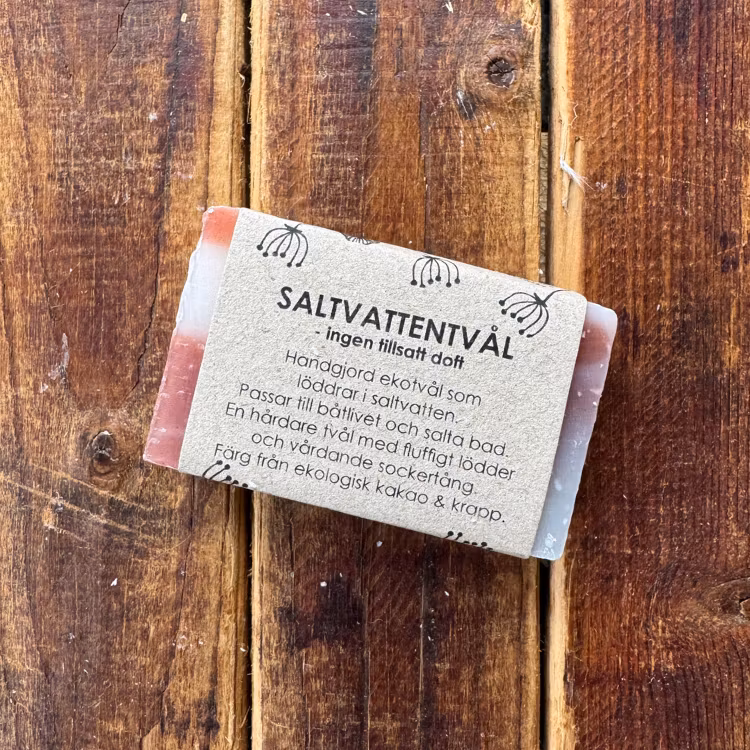 SALTVATTENTVÅL
- ingen tillsatt doft
Handgjord ekotvål som
löddrar i saltvatten.
Passar till båtlivet och salta bad.
En hårdare tvål med fluffigt lödder
och vårdande sockertång.
Färg från ekologisk kakao & krapp.